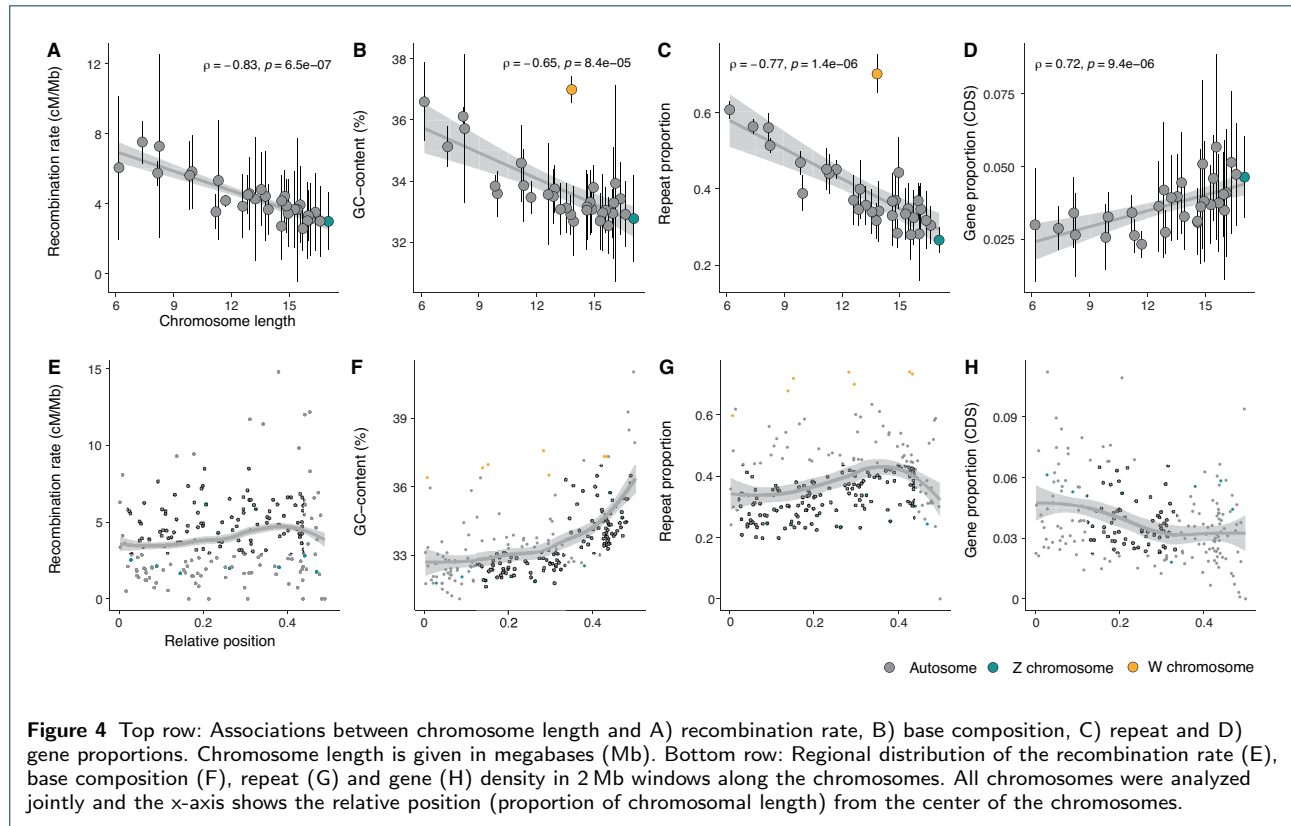 A
Recombination rate (cM/Mb)
12
8
4
0
ρ = −0.83, p = 6.5e−07
6 9 12 15
Chromosome length
B
GC−content (%)
38
36
34
32
ρ = −0.65, p = 8.4e−05
6 9 12 15
C
Repeat proportion
0.6
0.4
0.2
ρ = −0.77, p = 1.4e−06
6 9 12 15
D
Gene proportion (CDS)
0.075
0.050
0.025
ρ = 0.72, p = 9.4e−06
6 9 12 15
E
Recombination rate (cM/Mb)
15
10
5
0
0 0.2 0.4
Relative position
F
GC−content (%)
39
36
33
0 0.2 0.4
G
Repeat proportion
0.6
0.4
0.2
0
0 0.2 0.4
H
Gene proportion (CDS)
0.09
0.06
0.03
0
0 0.2 0.4
Autosome Z chromosome W chromosome
Figure 4 Top row: Associations between chromosome length and A) recombination rate, B) base composition, C) repeat and D)
gene proportions. Chromosome length is given in megabases (Mb). Bottom row: Regional distribution of the recombination rate (E),
base composition (F), repeat (G) and gene (H) density in 2 Mb windows along the chromosomes. All chromosomes were analyzed
jointly and the x-axis shows the relative position (proportion of chromosomal length) from the center of the chromosomes.